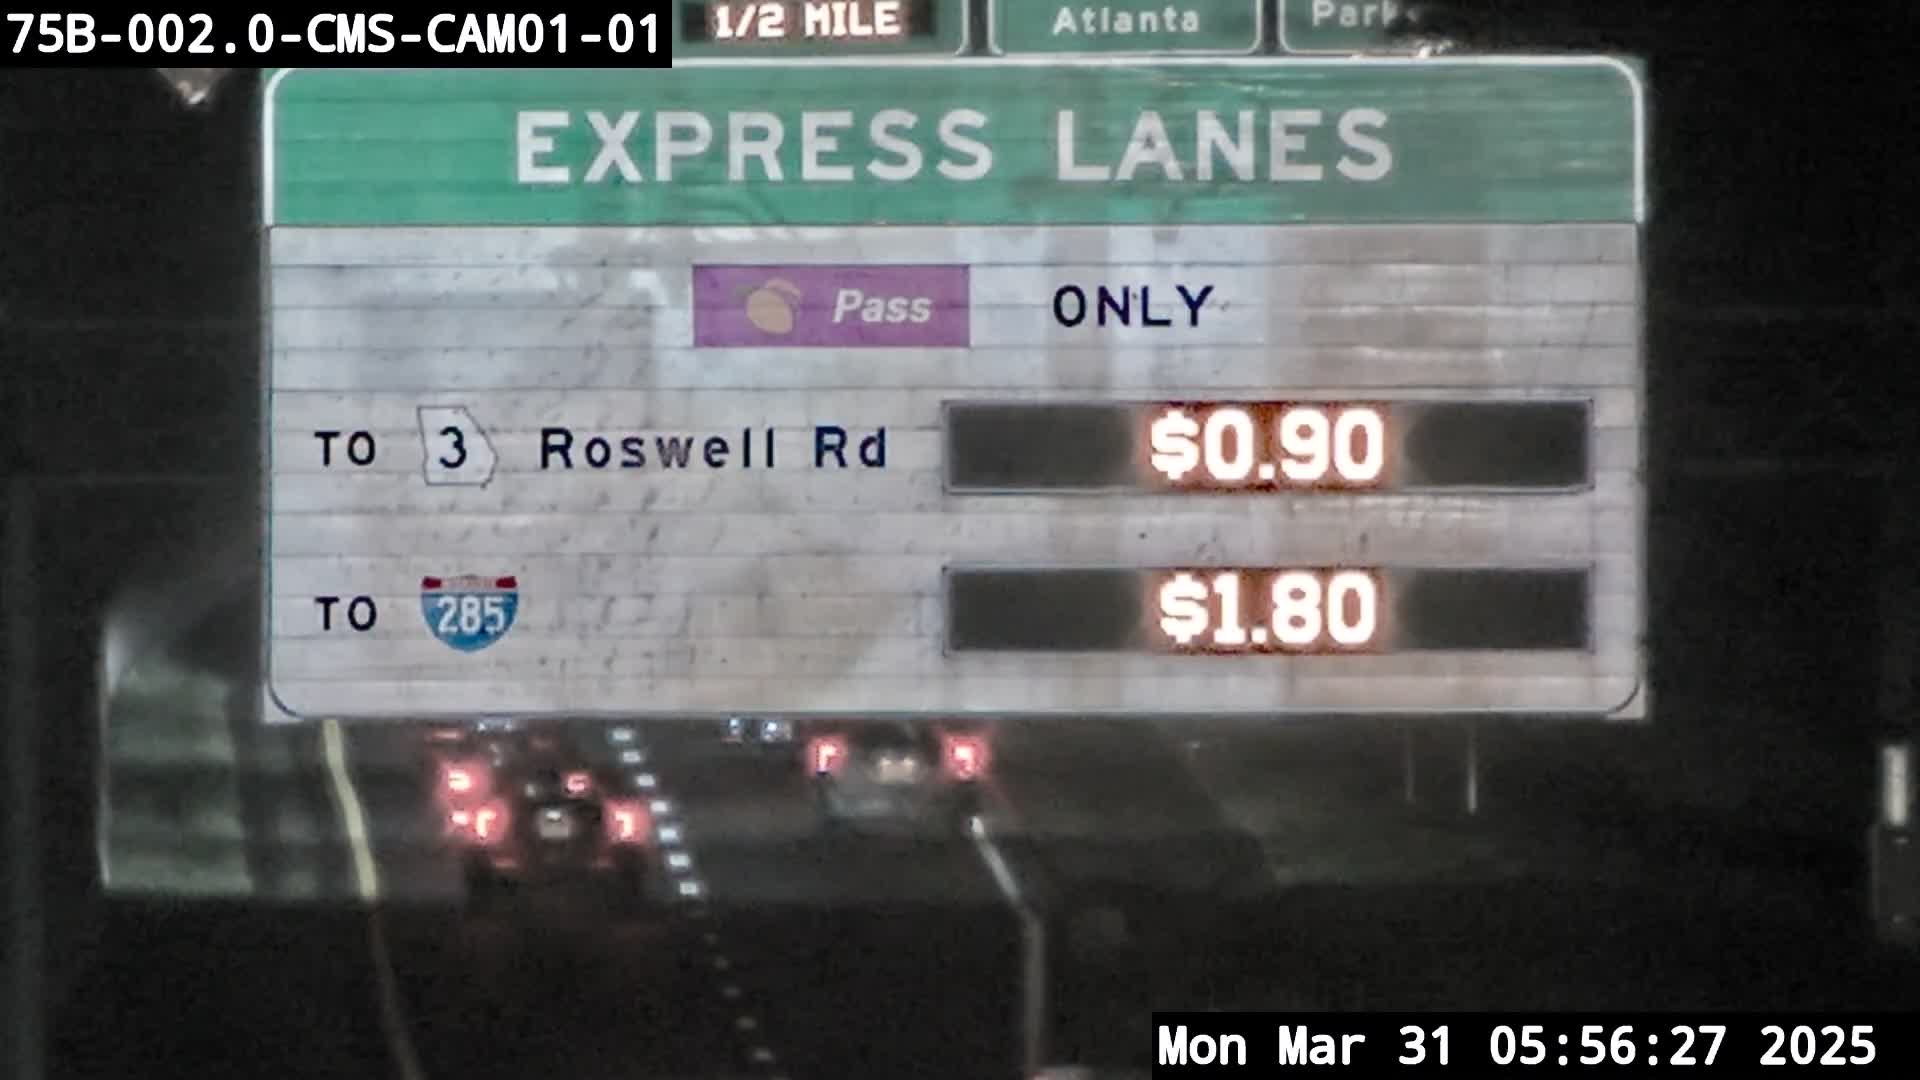 75B-002.0-CMS-CAM01-01
1/2 MILE
Atlanta
EXPRESS LANES
Pass ONLY
TO 3 Roswell Rd $0.90
TO 285 $1.80
Mon Mar 31 05:56:27 2025